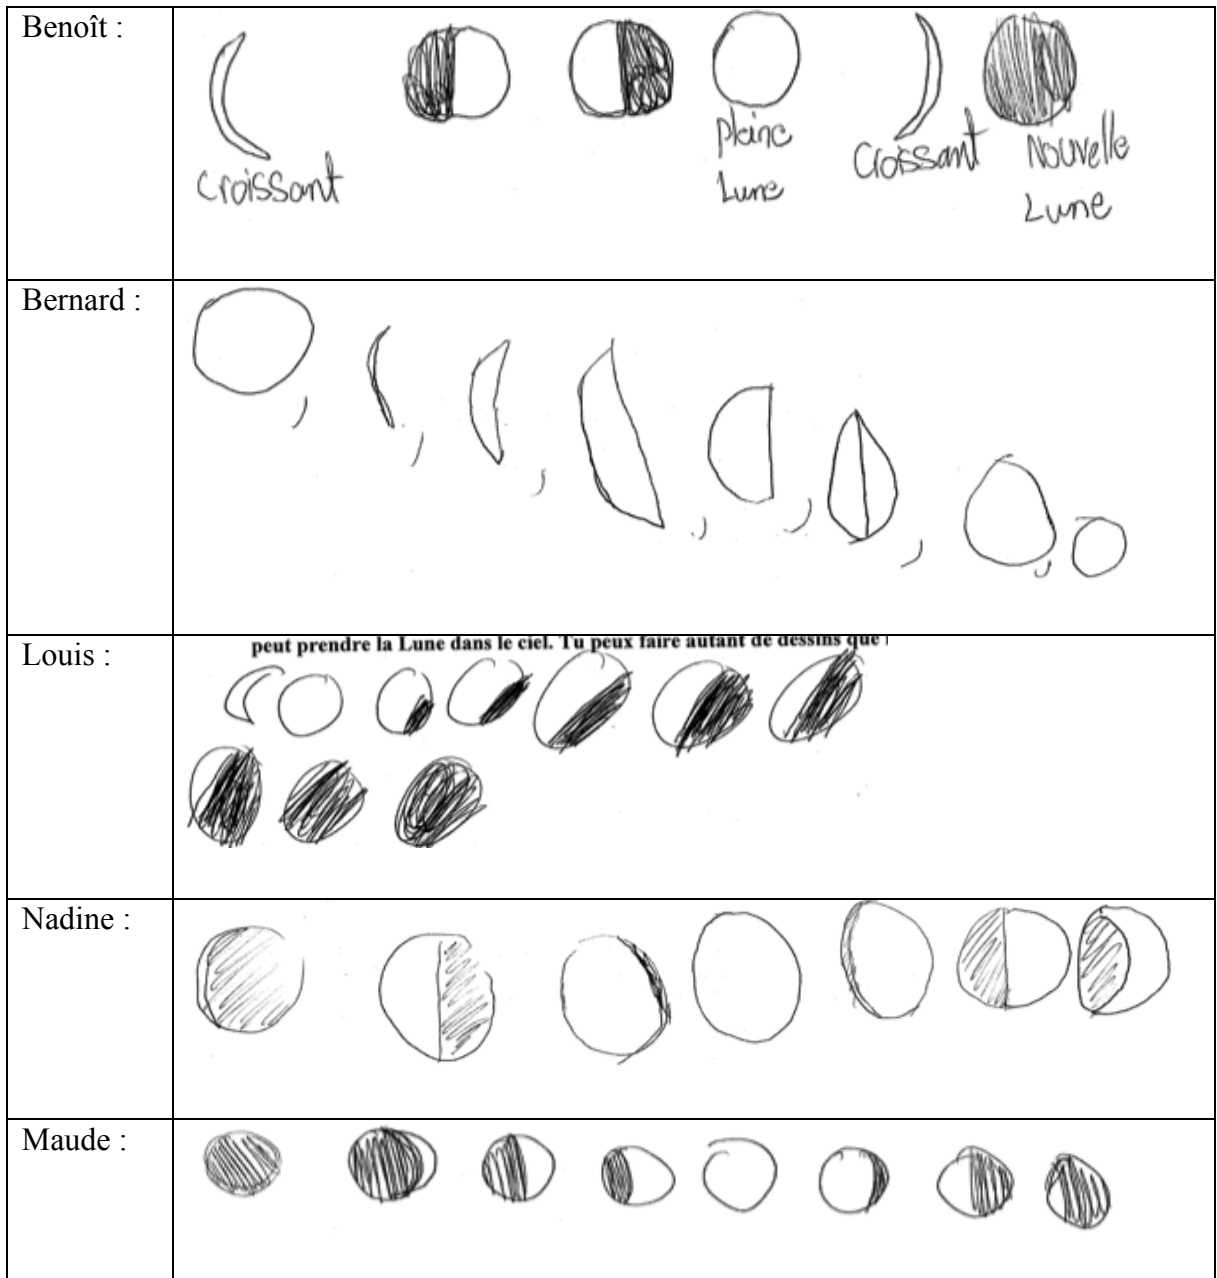 Benoît :
Croissant
Pleine
Lune
Croissant
Nouvelle
Lune
Bernard :
Louis :
peut prendre la Lune dans le ciel. Tu peux faire autant de dessins que
Nadine :
Maude :